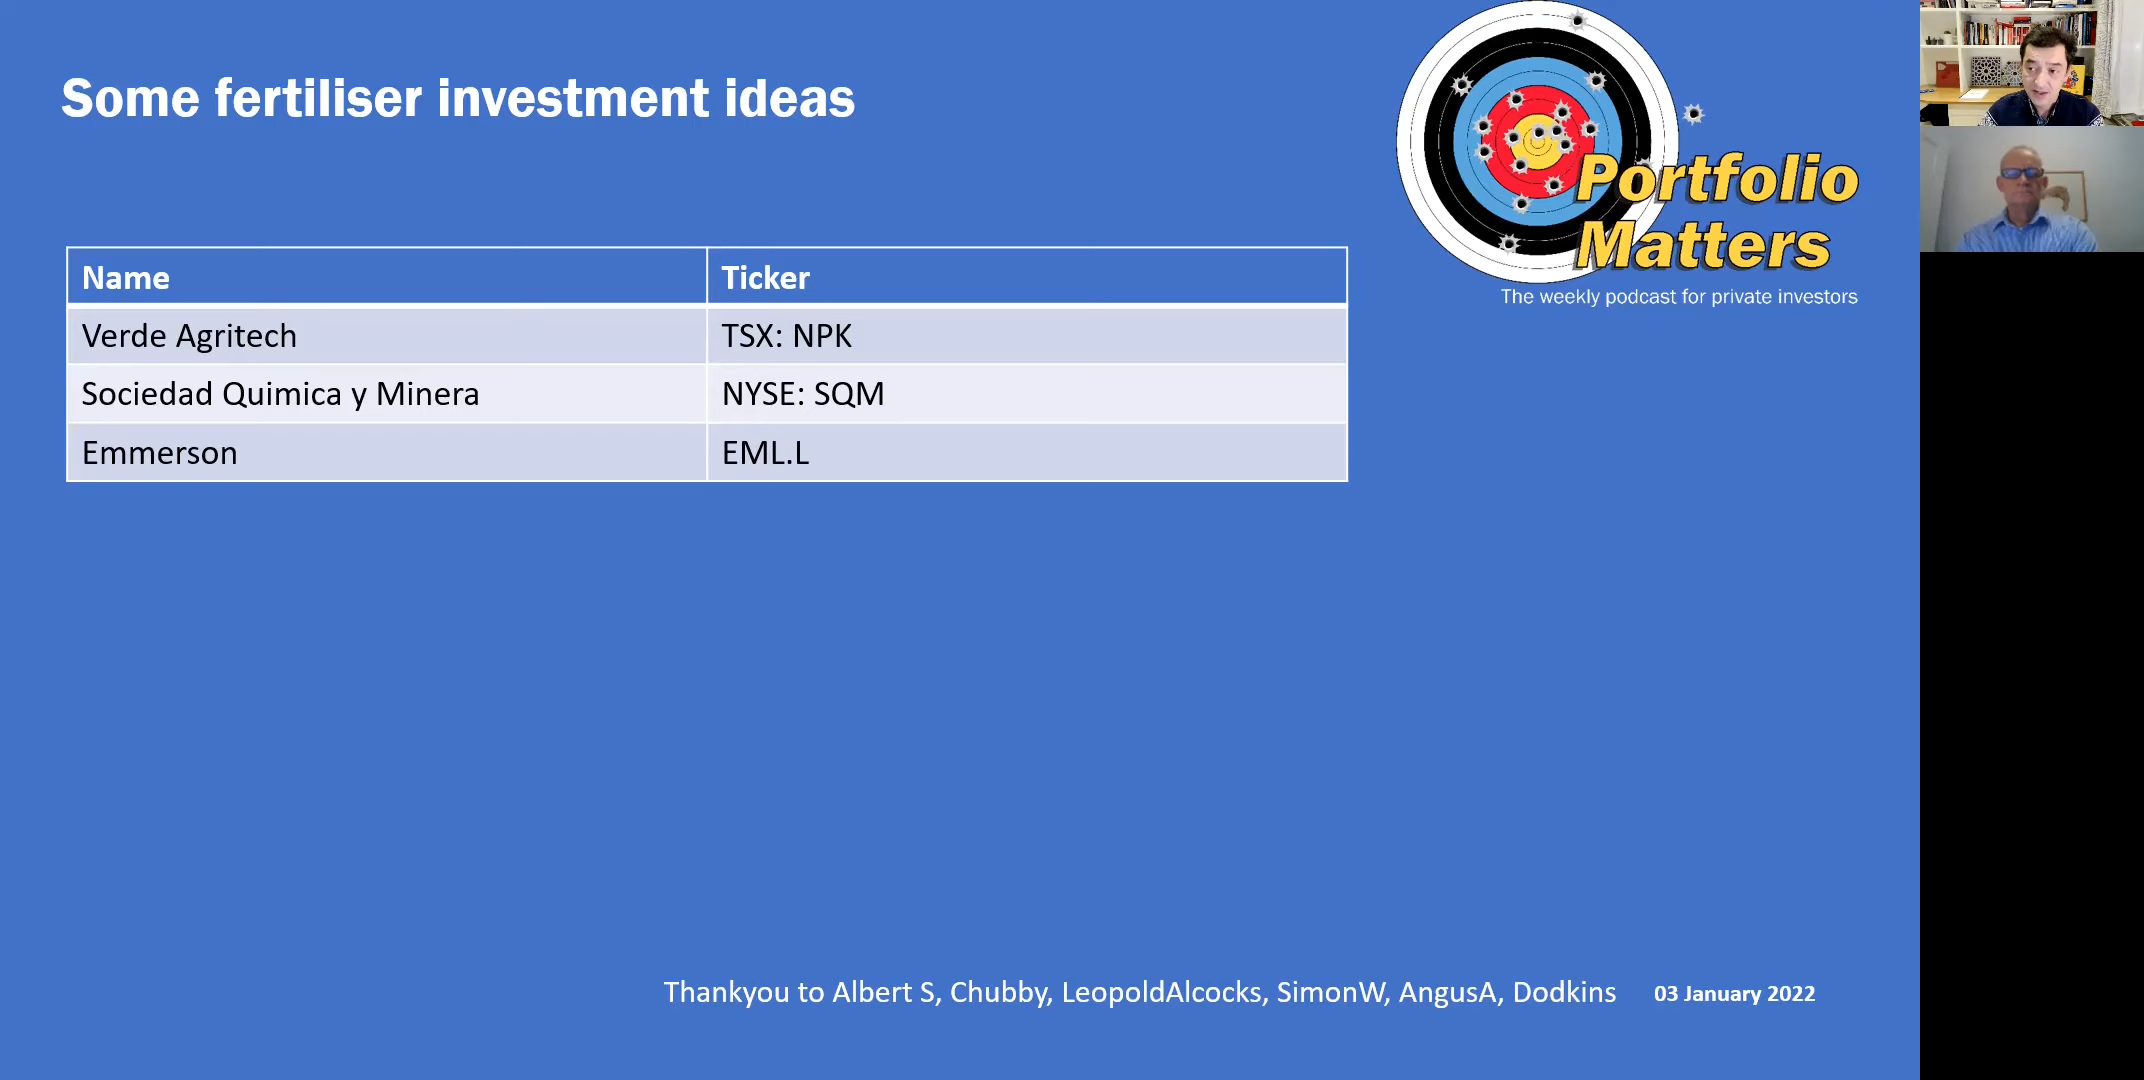 Some fertiliser investment ideas
Portfolio
Matters
The weekly podcast for private investors
Name Ticker
Verde Agritech TSX: NPK
Sociedad Quimica y Minera NYSE: SQM
Emmerson EML.L
Thankyou to Albert S, Chubby, LeopoldAlcocks, SimonW, AngusA, Dodkins 03 January 2022